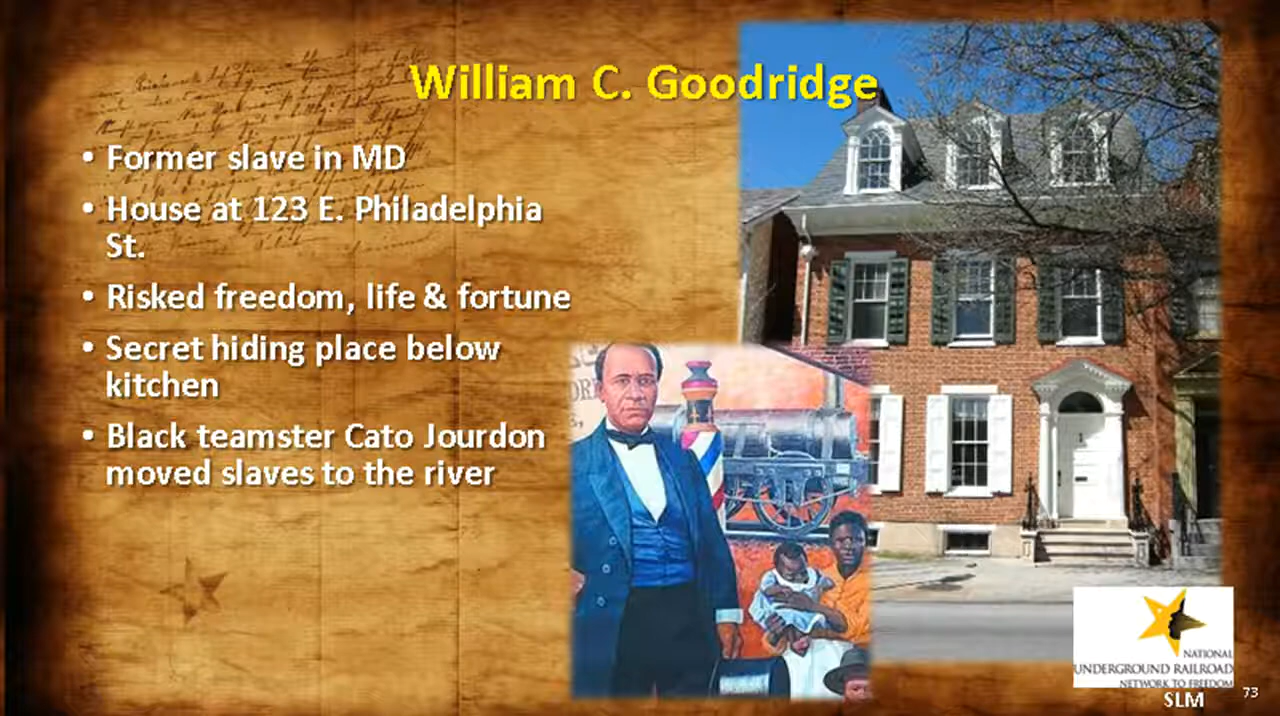 William C. Goodridge
• Former slave in MD
• House at 123 E. Philadelphia
St.
• Risked freedom, life & fortune
• Secret hiding place below
kitchen
• Black teamster Cato Jourdon
moved slaves to the river
NATIONAL
UNDERGROUND RAILROAD
NETWORK TO FREEDOM
SLM
73